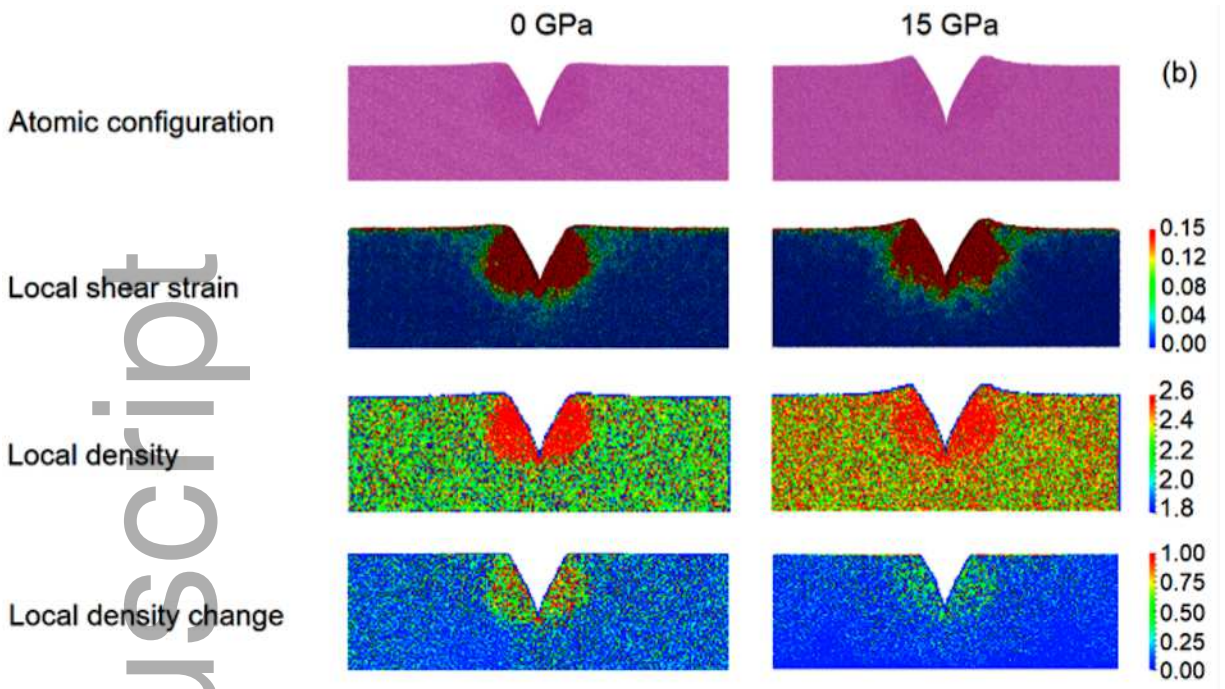 0 GPa 15 GPa
(b)
Atomic configuration
Local shear strain
0.15
0.12
0.08
0.04
0.00
Local density
2.6
2.4
2.2
2.0
1.8
Local density change
1.00
0.75
0.50
0.25
0.00
uscript